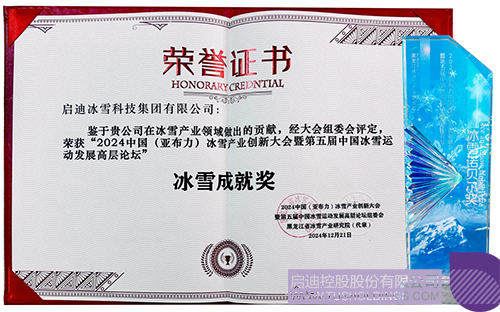 荣誉证书
HONORARY CREDNTIAL
启迪冰雪科技集团有限公司：
鉴于贵公司在冰雪产业领域做出的贡献，经大会组委会评定，
荣获“2024中国（亚布力）冰雪产业创新大会暨第五届中国冰雪运
动发展高层论坛”
冰雪成就奖
2024中国（亚布力）冰雪产业创新大会
暨第五届中国冰雪运动发展高层论坛组委会
黑龙江省冰雪产业研究院（代章）
2024年12月21日
冰雪诺贝尔奖
启迪控股股份有限公司
TUSHOLDINGS